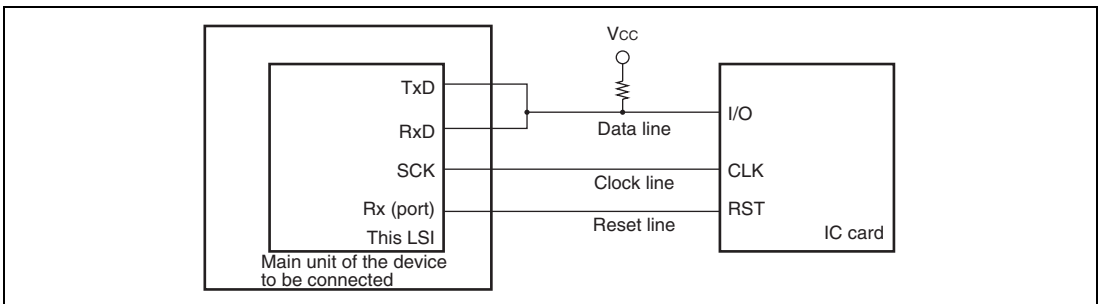 Vcc
TxD
RxD
SCK
Rx (port)
This LSI
Main unit of the device
to be connected
Data line
Clock line
Reset line
I/O
CLK
RST
IC card